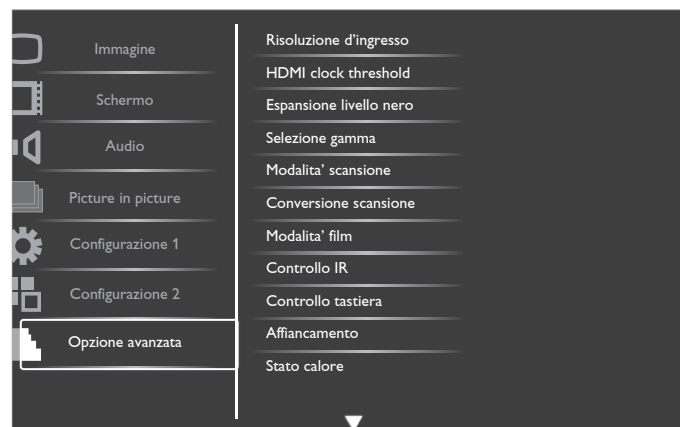 Immagine
Schermo
Audio
Picture in picture
Configurazione 1
Configurazione 2
Opzione avanzata
Risoluzione d’ingresso
HDMI clock threshold
Espansione livello nero
Selezione gamma
Modalita’ scansione
Conversione scansione
Modalita’ film
Controllo IR
Controllo tastiera
Affiancamento
Stato calore